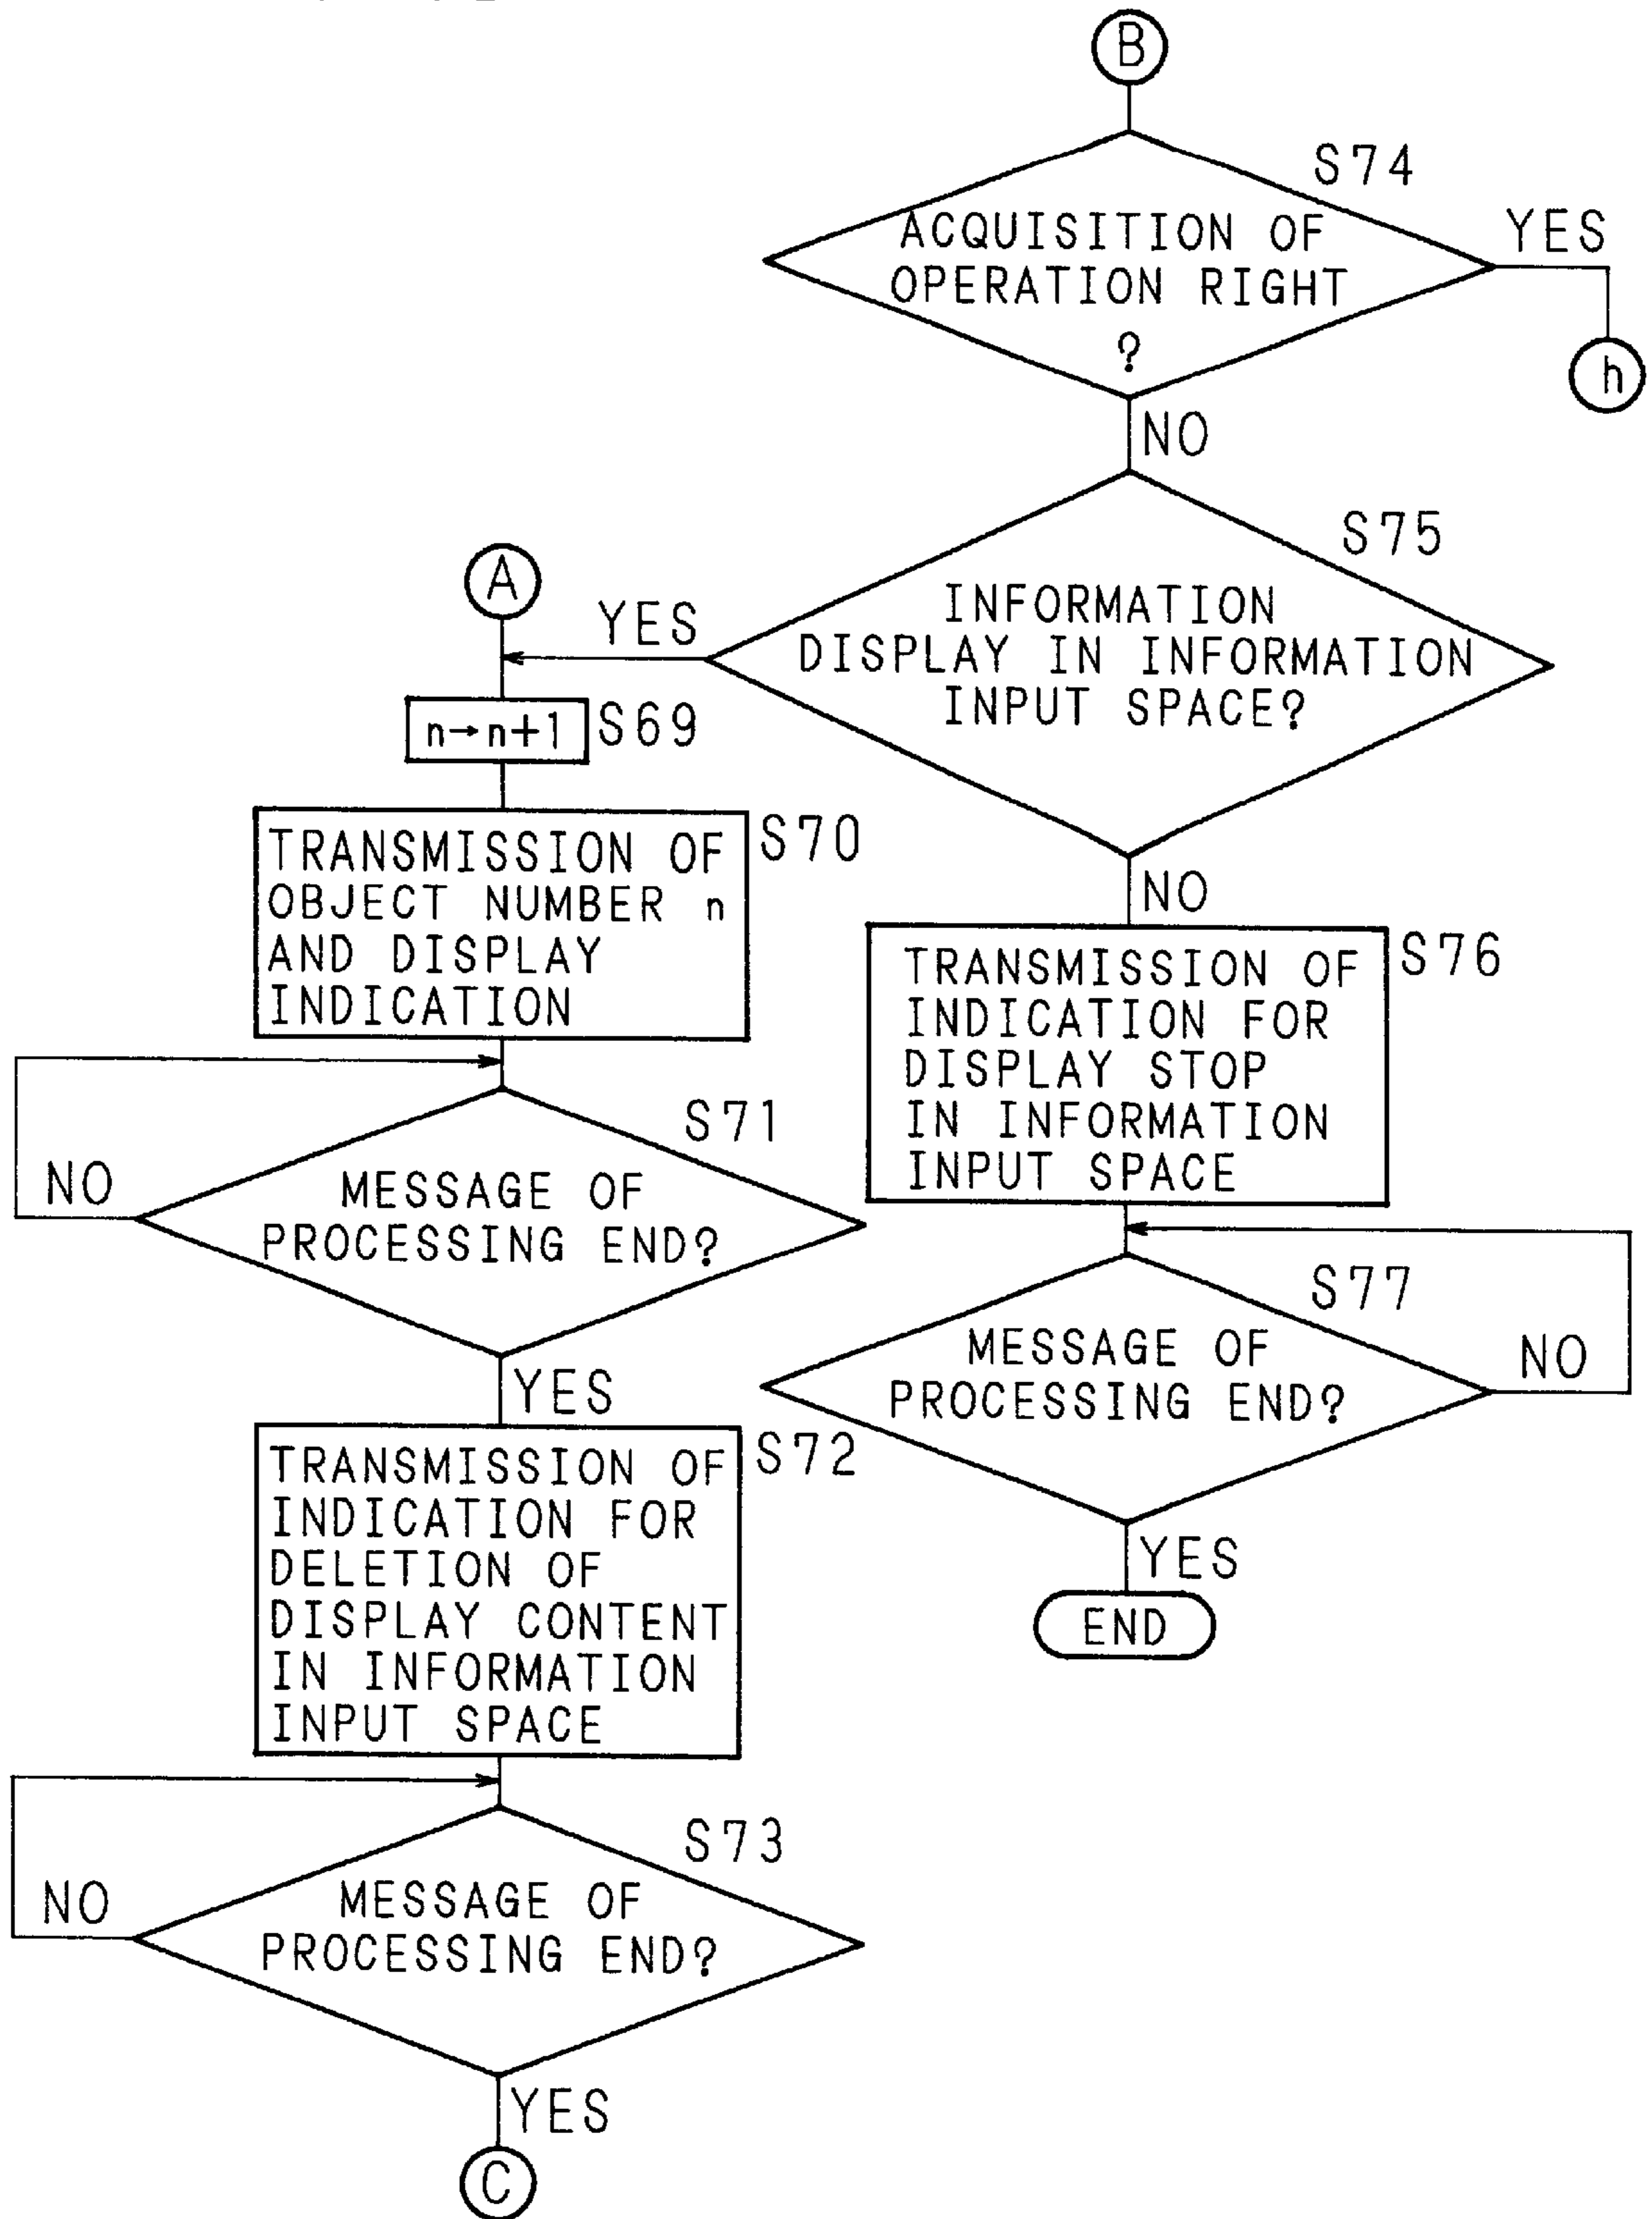 B
S74
ACQUISITION OF
OPERATION RIGHT
?
YES
h
NO
S75
INFORMATION
DISPLAY IN INFORMATION
INPUT SPACE?
YES
A
n→n+1
S69
TRANSMISSION OF
OBJECT NUMBER n
AND DISPLAY
INDICATION
S70
NO
S76
TRANSMISSION OF
INDICATION FOR
DISPLAY STOP
IN INFORMATION
INPUT SPACE
S71
MESSAGE OF
PROCESSING END?
NO
YES
S77
MESSAGE OF
PROCESSING END?
NO
YES
END
S72
TRANSMISSION OF
INDICATION FOR
DELETION OF
DISPLAY CONTENT
IN INFORMATION
INPUT SPACE
S73
MESSAGE OF
PROCESSING END?
NO
YES
C